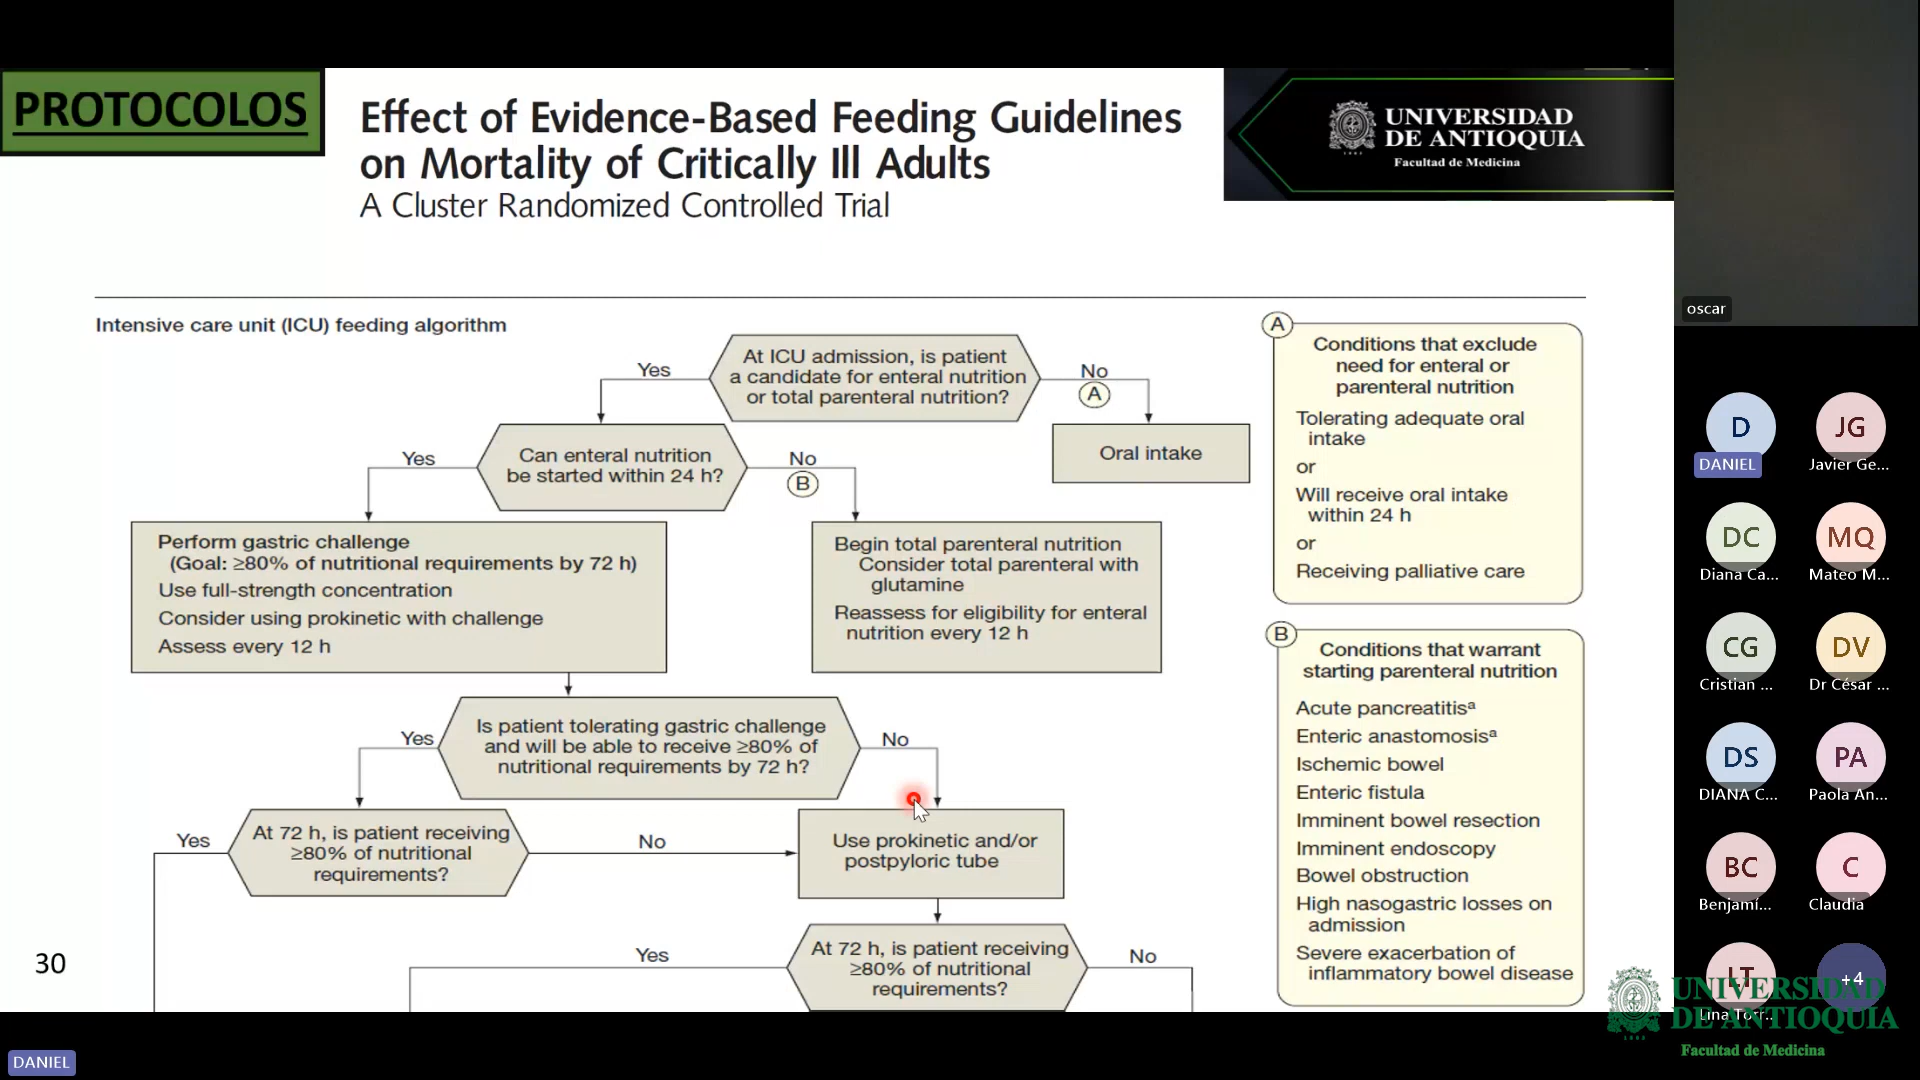 PROTOCOLOS
Effect of Evidence-Based Feeding Guidelines
on Mortality of Critically Ill Adults
A Cluster Randomized Controlled Trial
UNIVERSIDAD
DE ANTIOQUIA
1803
Facultad de Medicina
Intensive care unit (ICU) feeding algorithm
At ICU admission, is patient
a candidate for enteral nutrition
or total parenteral nutrition?
Yes
No
A
Oral intake
Can enteral nutrition
be started within 24 h?
Yes
No
B
Perform gastric challenge
(Goal: ≥80% of nutritional requirements by 72 h)
Use full-strength concentration
Consider using prokinetic with challenge
Assess every 12 h
Begin total parenteral nutrition
Consider total parenteral with
glutamine
Reassess for eligibility for enteral
nutrition every 12 h
Is patient tolerating gastric challenge
and will be able to receive ≥80% of
nutritional requirements by 72 h?
Yes
No
At 72 h, is patient receiving
≥80% of nutritional
requirements?
Yes
No
Use prokinetic and/or
postpyloric tube
At 72 h, is patient receiving
≥80% of nutritional
requirements?
Yes
No
A
Conditions that exclude
need for enteral or
parenteral nutrition
Tolerating adequate oral
intake
or
Will receive oral intake
within 24 h
or
Receiving palliative care
B
Conditions that warrant
starting parenteral nutrition
Acute pancreatitisᵃ
Enteric anastomosisᵃ
Ischemic bowel
Enteric fistula
Imminent bowel resection
Imminent endoscopy
Bowel obstruction
High nasogastric losses on
admission
Severe exacerbation of
inflammatory bowel disease
30
DANIEL
oscar
D
DANIEL
JG
Javier Ge...
DC
Diana Ca...
MQ
Mateo M...
CG
Cristian ...
DV
Dr César ...
DS
DIANA C...
PA
Paola An...
BC
Benjamí...
C
Claudia
LT
Lina Torr...
+4
UNIVERSIDAD
DE ANTIOQUIA
Facultad de Medicina